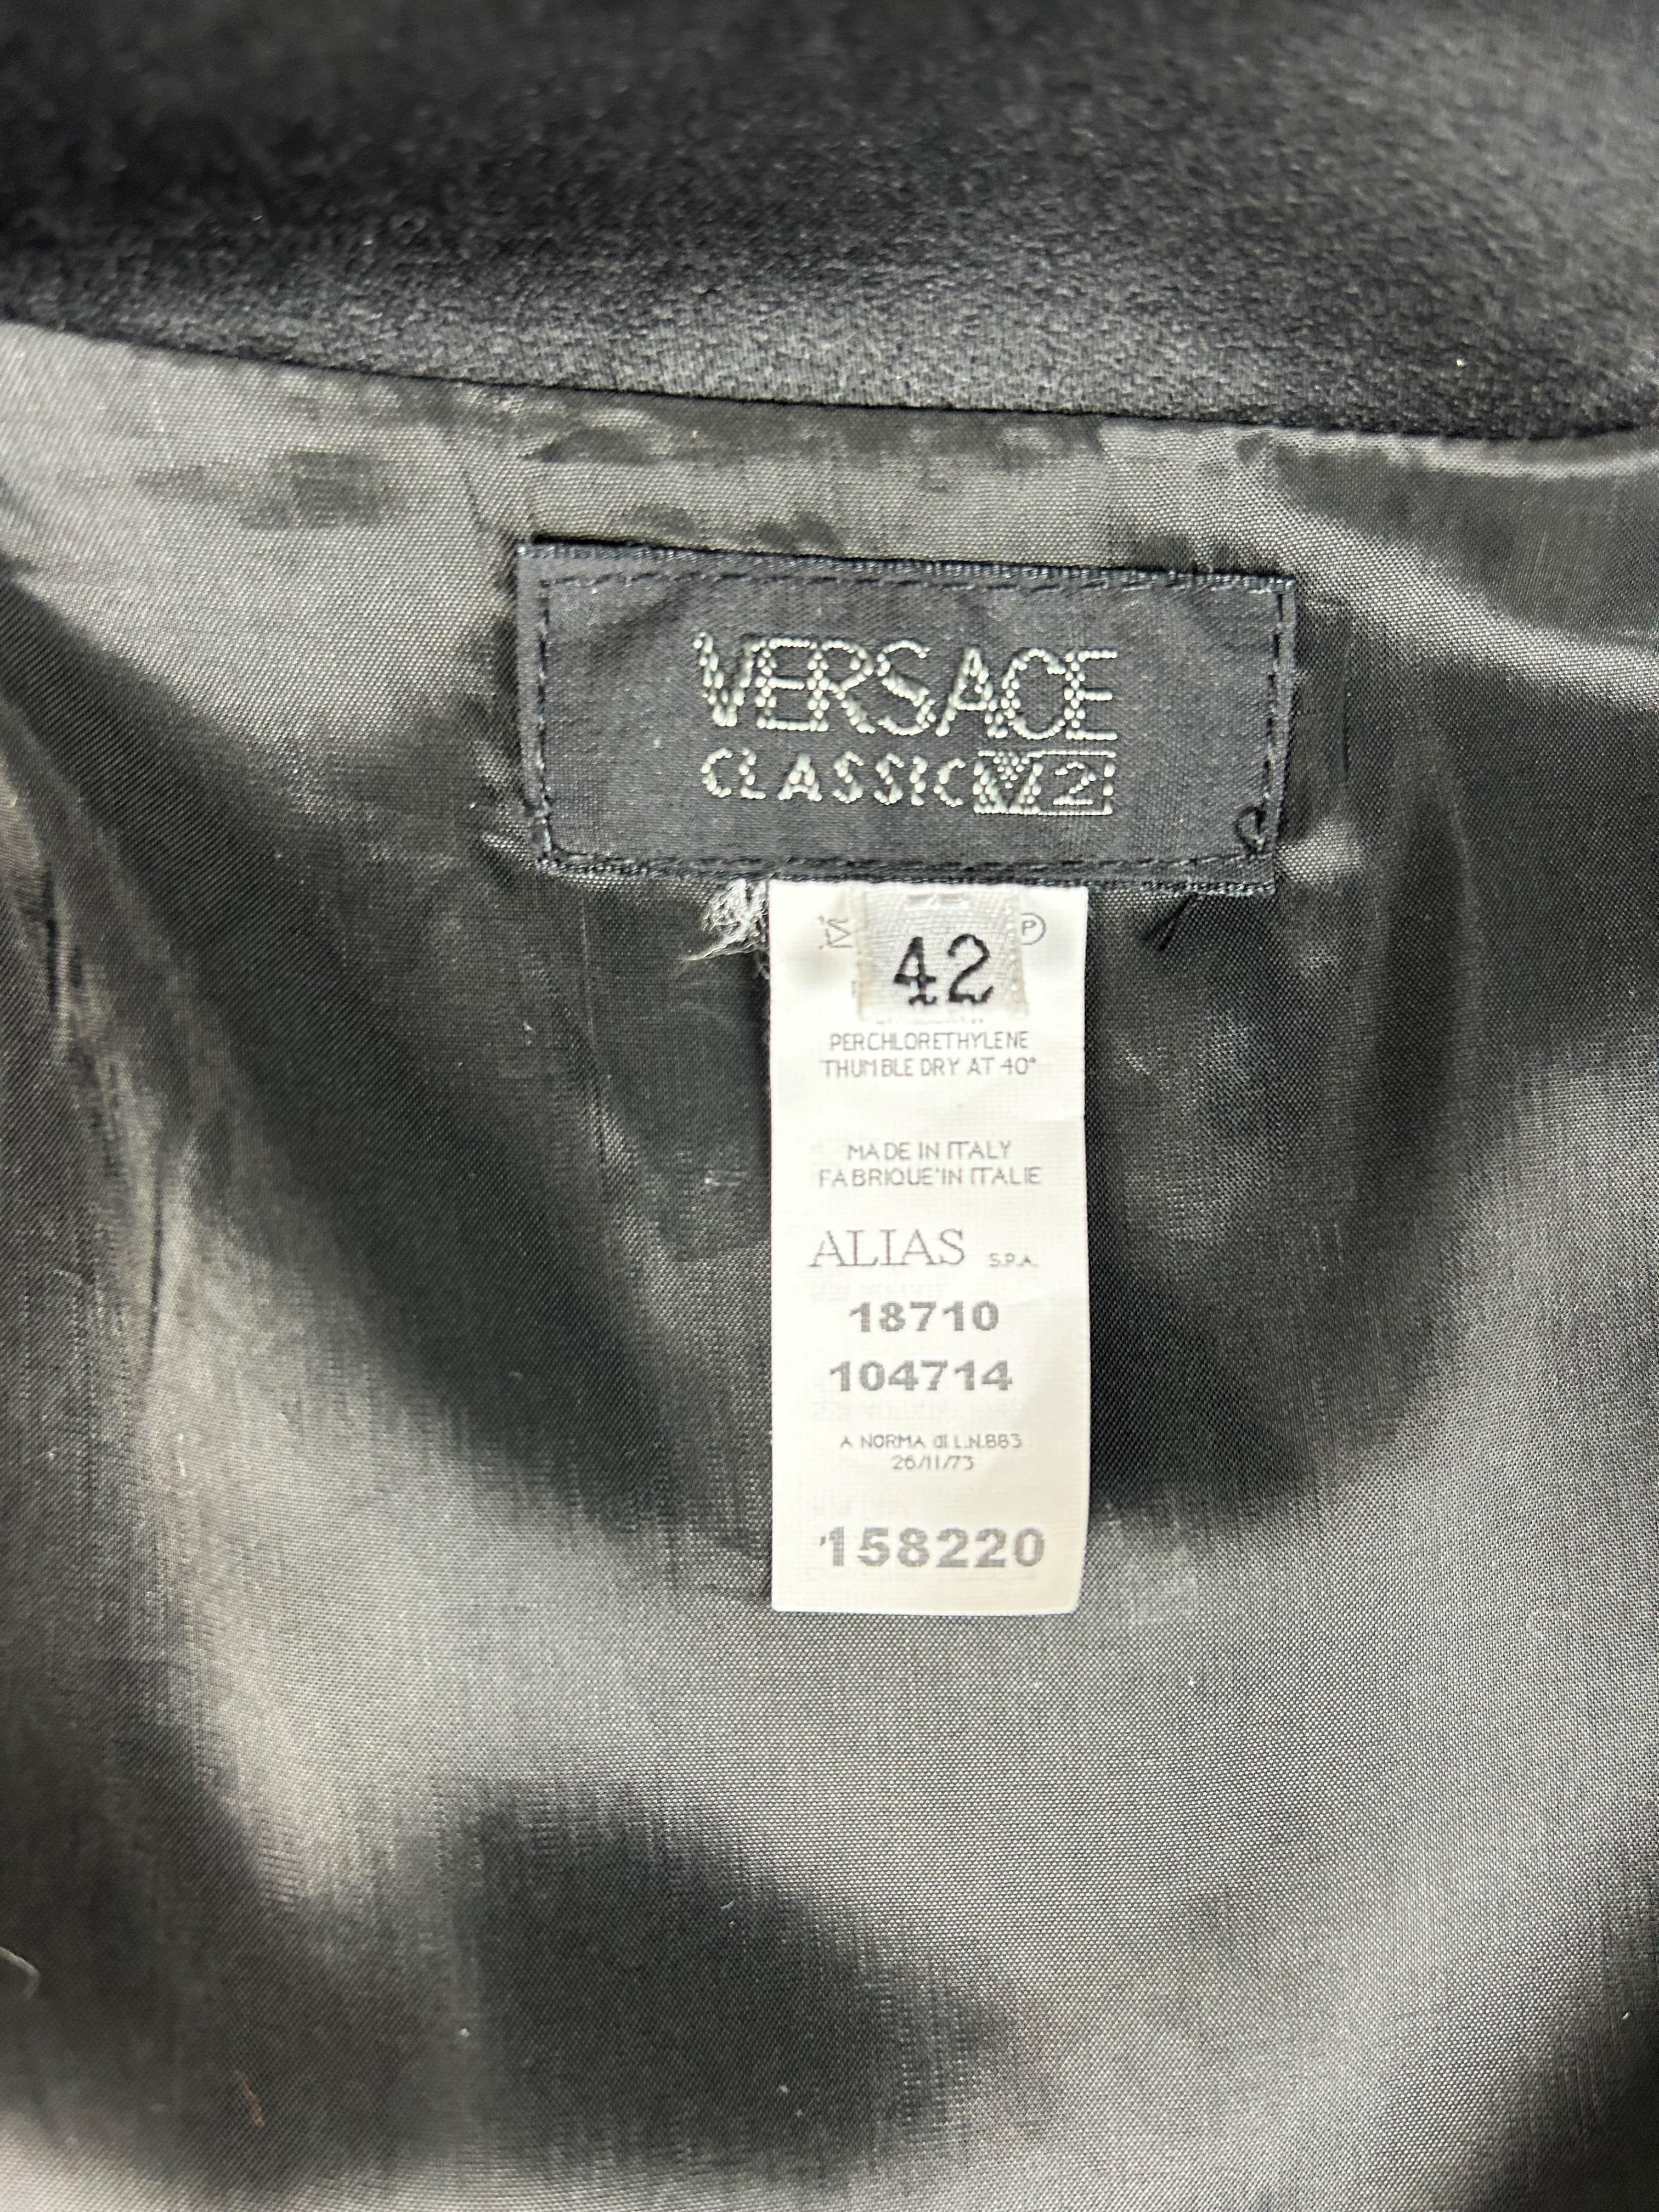 VERSACE
CLASSIC V2
P
42
PERCHLORETHYLENE
THUMBLE DRY AT 40°
MADE IN ITALY
FABRIQUE'IN ITALIE
ALIAS S.P.A.
18710
104714
A NORMA di L.N.883
26/11/73
158220